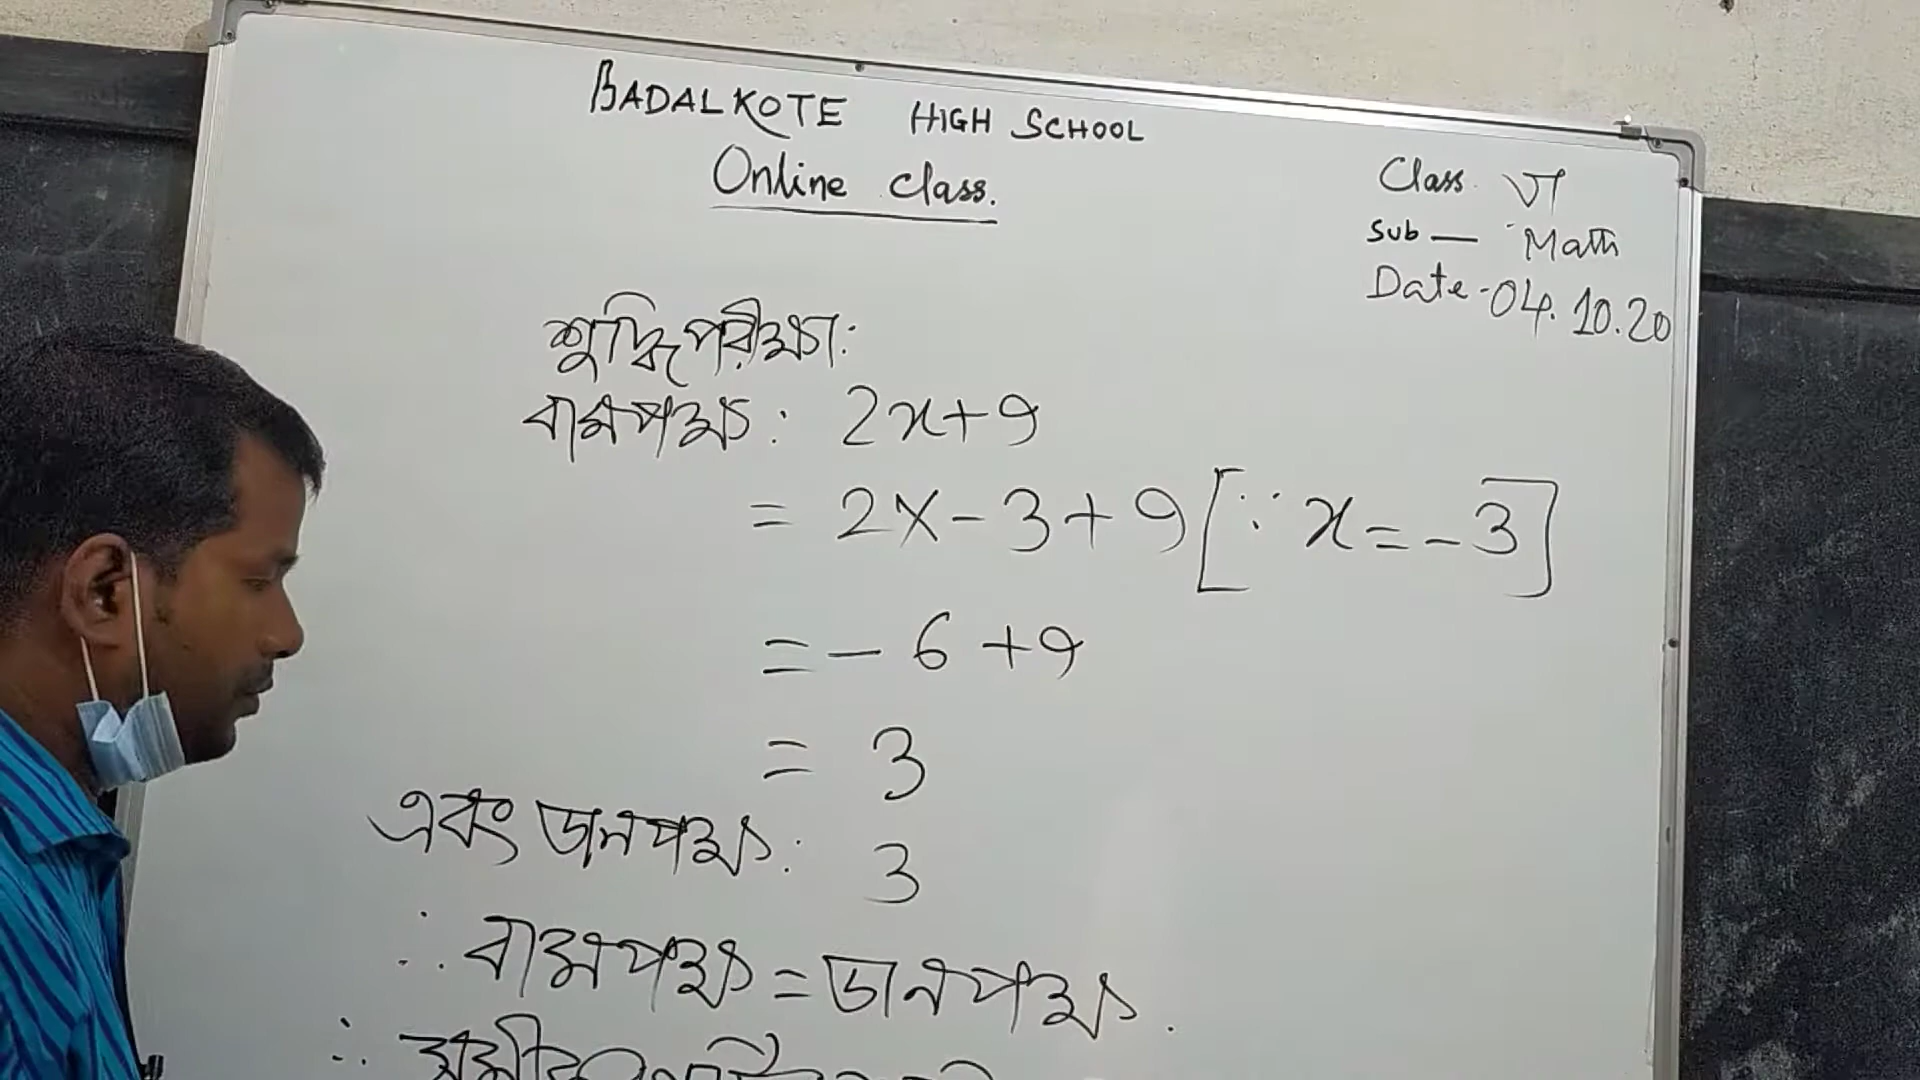 BADALKOTE HIGH SCHOOL
Online class.
Class VI
Sub — Math
Date - 04.10.20
শুদ্ধিপরীক্ষা:
বামপক্ষ: 2x+9
= 2×-3+9 [∵ x=-3]
= -6+9
= 3
এবং ডানপক্ষ: 3
∴ বামপক্ষ = ডানপক্ষ.